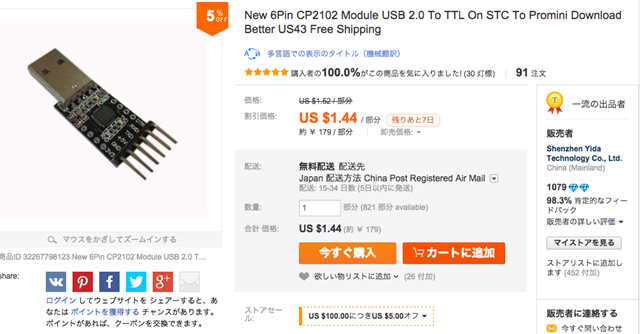 5%
OFF
New 6Pin CP2102 Module USB 2.0 To TTL On STC To Promini Download
Better US43 Free Shipping
多言語での表示のタイトル（機械翻訳）
購入者の100.0%がこの商品を気に入りました! (30 灯標)
91 注文
価格:
US $1.52 / 部分
割引価格:
US $1.44 / 部分
残りあと7日
約 ¥ 179 / 部分
卸売価格:
配送:
無料配送 配送先
Japan 配送方法 China Post Registered Air Mail
配送: 15-34 日数 (5日以内に発送)
数量:
1
部分 (821 部分 available)
合計 価格:
US $1.44 (約 ¥ 179)
今すぐ購入
カートに追加
欲しい物リストに追加
(26 付加)
ストアセー
ル:
US $100.00につきUS $5.00オフ
マウスをかざしてズームインする
商品ID 32267798123 New 6Pin CP2102 Module USB 2.0 T...
share:
ログイン してウェブサイトを シェアーすると、あ
なたは ポイントを獲得する チャンスがあります。
ポイントがあれば、クーポンを交換できます。
一流の出品者
販売者
Shenzhen Yida
Technology Co., Ltd.
China (Mainland)
1079
98.3% 肯定的なフィ
ードバック
販売者の詳しい評価
マイストアを見る
ストアリストに追加しま
す (452 付加)
販売者に連絡する
今すぐ問い合わせ